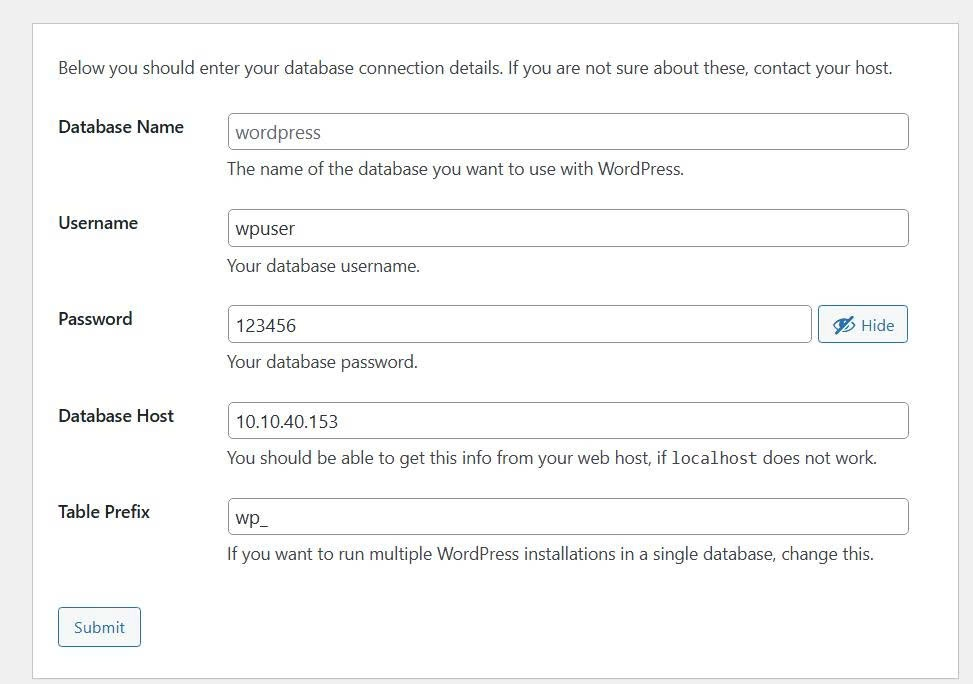 Below you should enter your database connection details. If you are not sure about these, contact your host.
Database Name
wordpress
The name of the database you want to use with WordPress.
Username
wpuser
Your database username.
Password
123456
Hide
Your database password.
Database Host
10.10.40.153
You should be able to get this info from your web host, if localhost does not work.
Table Prefix
wp_
If you want to run multiple WordPress installations in a single database, change this.
Submit